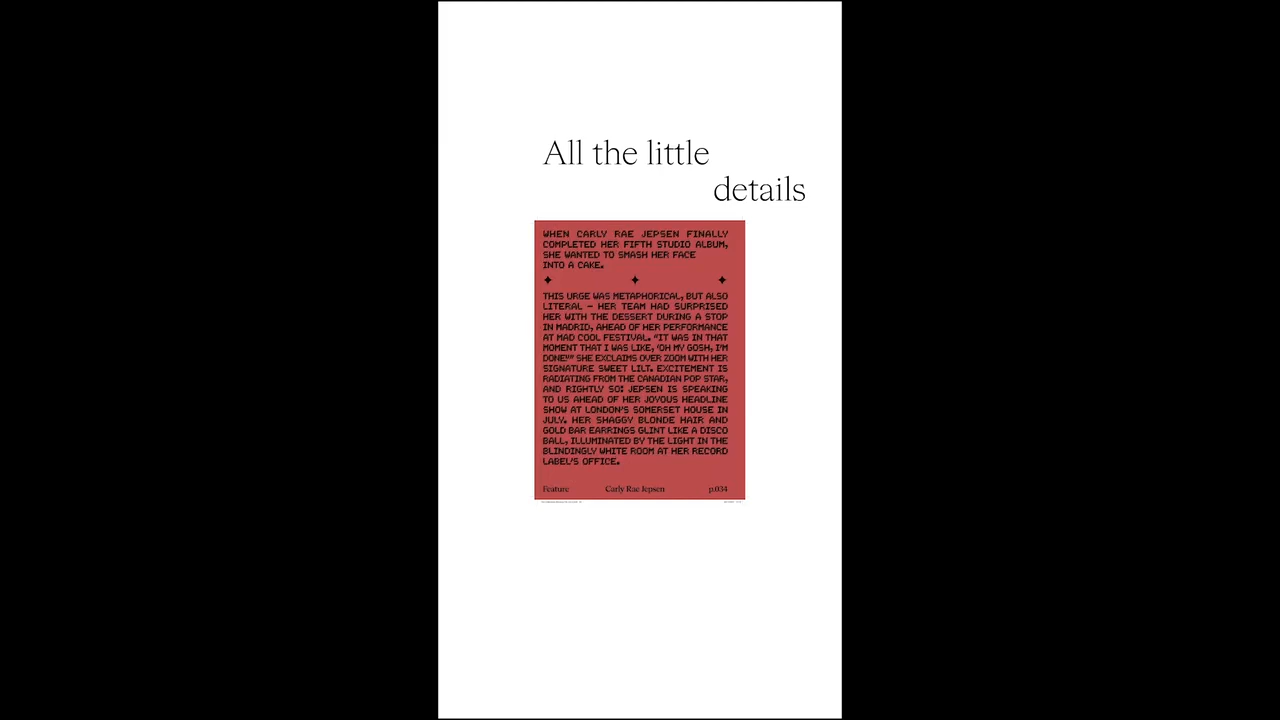 All the little
details
WHEN CARLY RAE JEPSEN FINALLY
COMPLETED HER FIFTH STUDIO ALBUM,
SHE WANTED TO SMASH HER FACE
INTO A CAKE.
THIS URGE WAS METAPHORICAL, BUT ALSO
LITERAL – HER TEAM HAD SURPRISED
HER WITH THE DESSERT DURING A STOP
IN MADRID, AHEAD OF HER PERFORMANCE
AT MAD COOL FESTIVAL. "IT WAS IN THAT
MOMENT THAT I WAS LIKE, 'OH MY GOSH, I'M
DONE!'" SHE EXCLAIMS OVER ZOOM WITH HER
SIGNATURE SWEET LILT. EXCITEMENT IS
RADIATING FROM THE CANADIAN POP STAR,
AND RIGHTLY SO: JEPSEN IS SPEAKING
TO US AHEAD OF HER JOYOUS HEADLINE
SHOW AT LONDON'S SOMERSET HOUSE IN
JULY. HER SHAGGY BLONDE HAIR AND
GOLD BAR EARRINGS GLINT LIKE A DISCO
BALL, ILLUMINATED BY THE LIGHT IN THE
BLINDINGLY WHITE ROOM AT HER RECORD
LABEL'S OFFICE.
Feature Carly Rae Jepsen p.034